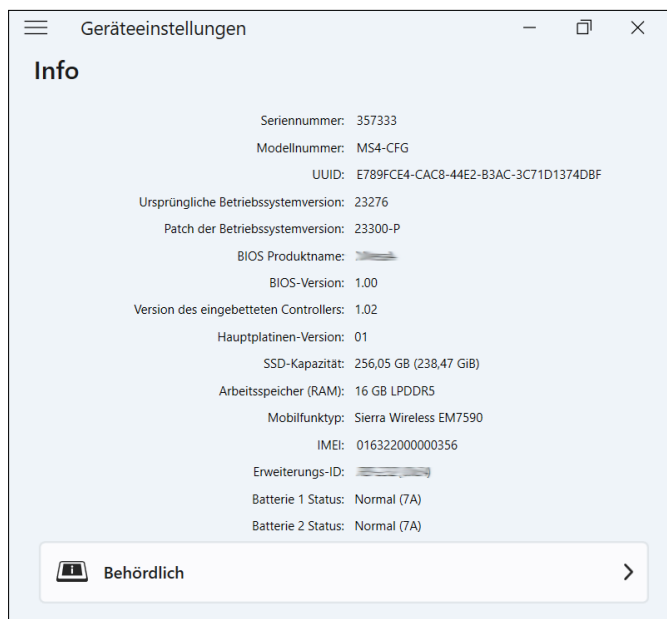 Geräteeinstellungen
Info
Seriennummer: 357333
Modellnummer: MS4-CFG
UUID: E789FCE4-CAC8-44E2-B3AC-3C71D1374DBF
Ursprüngliche Betriebssystemversion: 23276
Patch der Betriebssystemversion: 23300-P
BIOS Produktname:
BIOS-Version: 1.00
Version des eingebetteten Controllers: 1.02
Hauptplatinen-Version: 01
SSD-Kapazität: 256,05 GB (238,47 GiB)
Arbeitsspeicher (RAM): 16 GB LPDDR5
Mobilfunktyp: Sierra Wireless EM7590
IMEI: 016322000000356
Erweiterungs-ID:
Batterie 1 Status: Normal (7A)
Batterie 2 Status: Normal (7A)
Behördlich